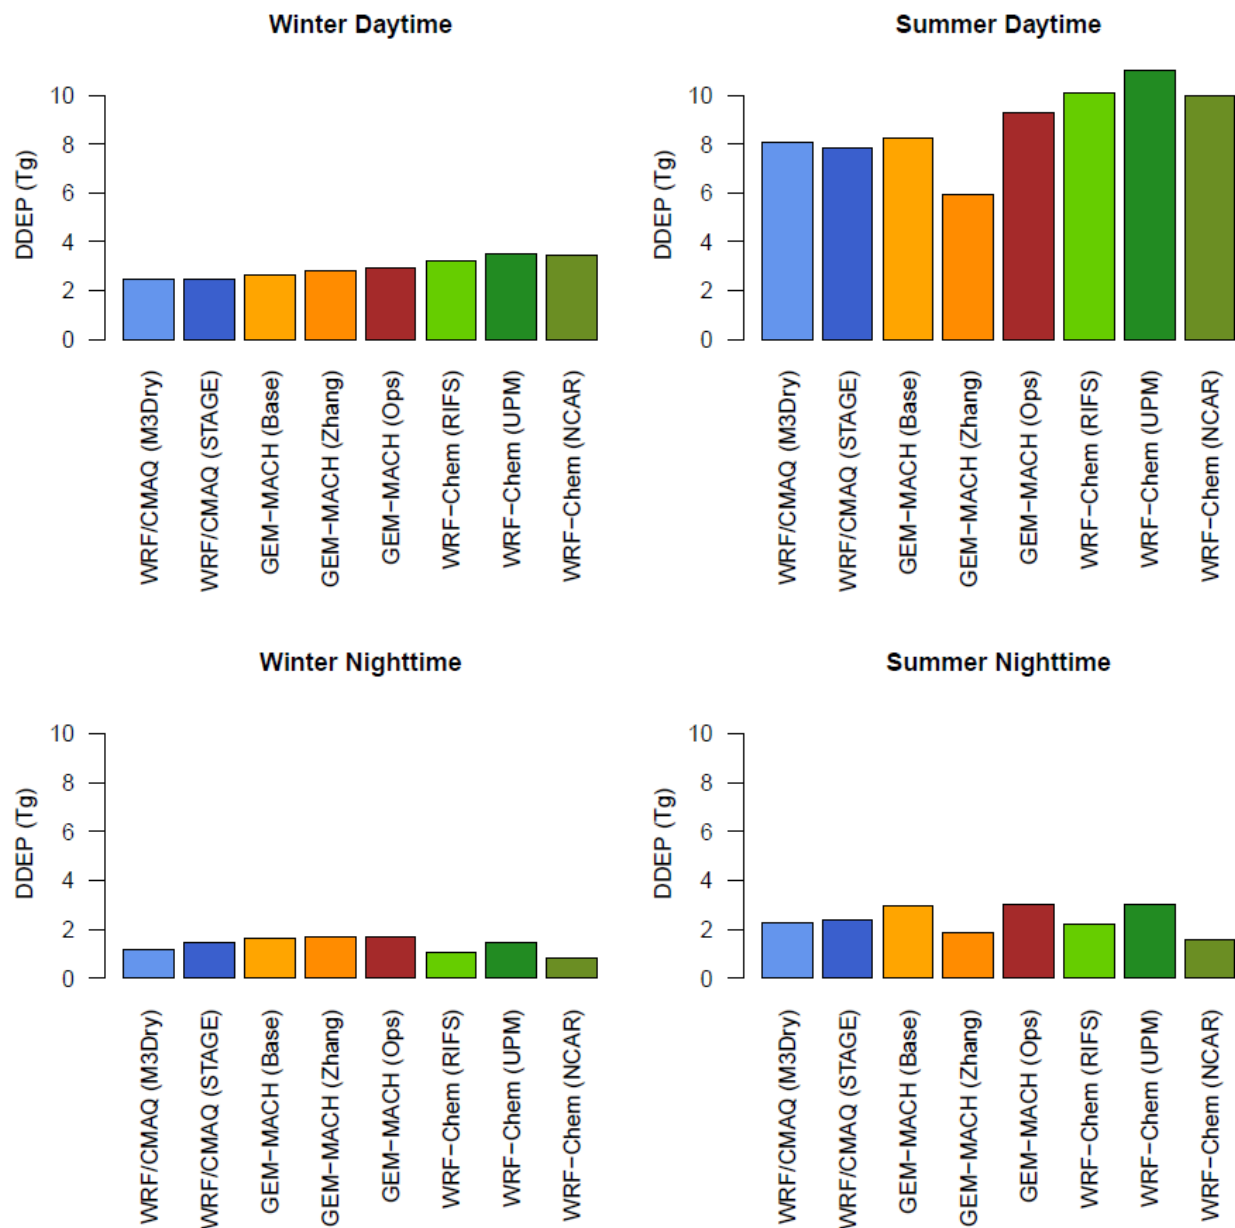 Winter Daytime
DDEP (Tg)
10
8
6
4
2
0
WRF/CMAQ (M3Dry)
WRF/CMAQ (STAGE)
GEM−MACH (Base)
GEM−MACH (Zhang)
GEM−MACH (Ops)
WRF−Chem (RIFS)
WRF−Chem (UPM)
WRF−Chem (NCAR)
Summer Daytime
DDEP (Tg)
10
8
6
4
2
0
WRF/CMAQ (M3Dry)
WRF/CMAQ (STAGE)
GEM−MACH (Base)
GEM−MACH (Zhang)
GEM−MACH (Ops)
WRF−Chem (RIFS)
WRF−Chem (UPM)
WRF−Chem (NCAR)
Winter Nighttime
DDEP (Tg)
10
8
6
4
2
0
WRF/CMAQ (M3Dry)
WRF/CMAQ (STAGE)
GEM−MACH (Base)
GEM−MACH (Zhang)
GEM−MACH (Ops)
WRF−Chem (RIFS)
WRF−Chem (UPM)
WRF−Chem (NCAR)
Summer Nighttime
DDEP (Tg)
10
8
6
4
2
0
WRF/CMAQ (M3Dry)
WRF/CMAQ (STAGE)
GEM−MACH (Base)
GEM−MACH (Zhang)
GEM−MACH (Ops)
WRF−Chem (RIFS)
WRF−Chem (UPM)
WRF−Chem (NCAR)